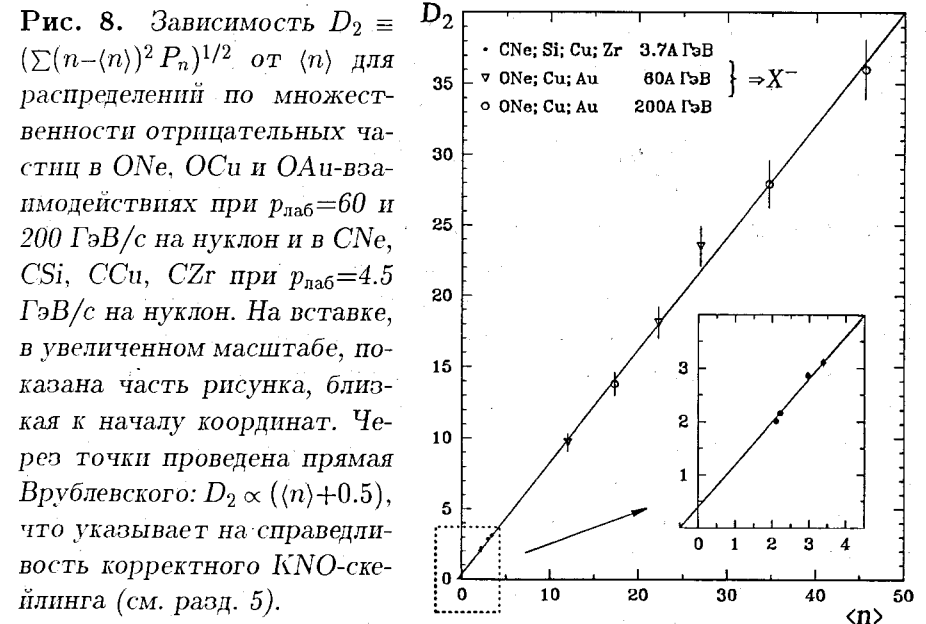 Рис. 8. Зависимость D₂ ≡
(∑(n−⟨n⟩)² Pₙ)^{1/2} от ⟨n⟩ для
распределений по множест-
венности отрицательных ча-
стиц в ONe, OCu и OAu-вза-
имодействиях при pлаб=60 и
200 ГэВ/c на нуклон и в CNe,
CSi, CCu, CZr при pлаб=4.5
ГэВ/c на нуклон. На вставке,
в увеличенном масштабе, по-
казана часть рисунка, близ-
кая к началу координат. Че-
рез точки проведена прямая
Врублевского: D₂ ∝ (⟨n⟩+0.5),
что указывает на справедли-
вость корректного KNO-ске-
йлинга (см. разд. 5).
D₂
CNe; Si; Cu; Zr 3.7A ГэВ
ONe; Cu; Au 60A ГэВ
ONe; Cu; Au 200A ГэВ
} ⇒X⁻
35
30
25
20
15
10
5
0
0 10 20 30 40 50
⟨n⟩
3
2
1
0 1 2 3 4